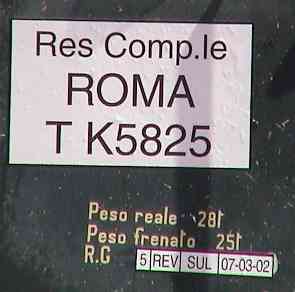 Res Comp.le
ROMA
T K5825
Peso reale 28t
Peso frenato 25t
R.G 5 REV SUL 07-03-02